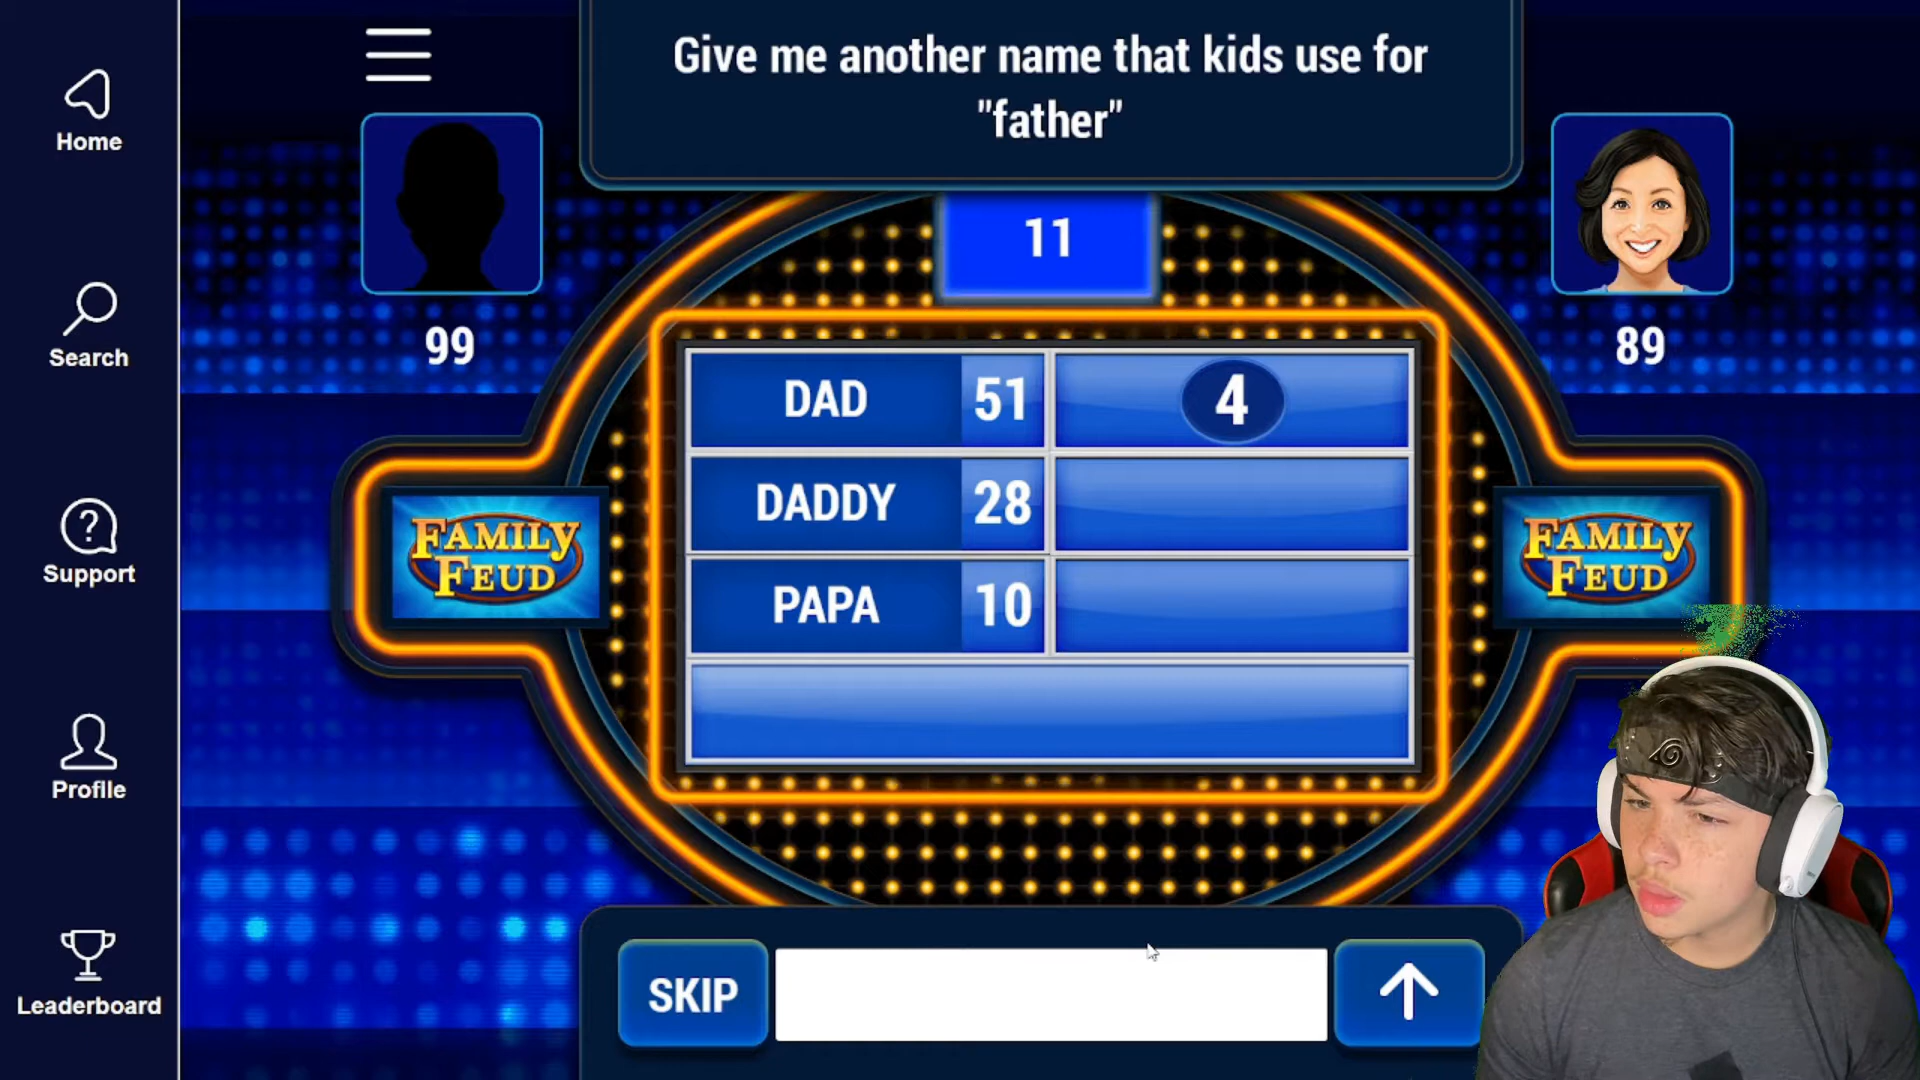 Home
Search
Support
Profile
Leaderboard
Give me another name that kids use for
"father"
11
99
89
DAD 51
4
DADDY 28
PAPA 10
FAMILY
FEUD
FAMILY
FEUD
SKIP